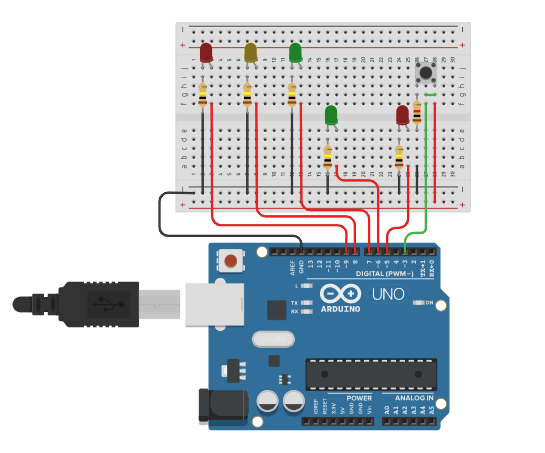 AREF
GND
13
12
~11
~10
~9
8
7
~6
~5
4
~3
2
TX→1
RX←0
DIGITAL (PWM~)
L
TX
RX
UNO
ARDUINO
ON
POWER
ANALOG IN
IOREF
RESET
3.3V
5V
GND
GND
Vin
A0
A1
A2
A3
A4
A5